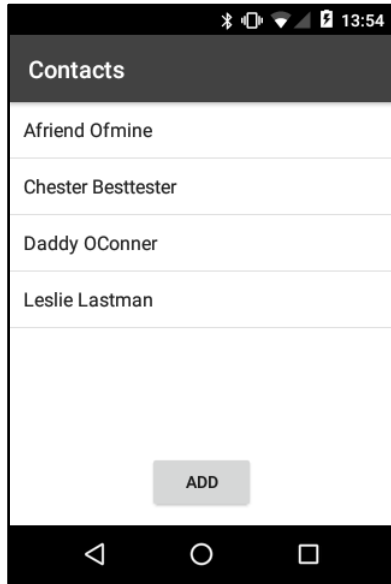 13:54
Contacts
Afriend Ofmine
Chester Besttester
Daddy OConner
Leslie Lastman
ADD